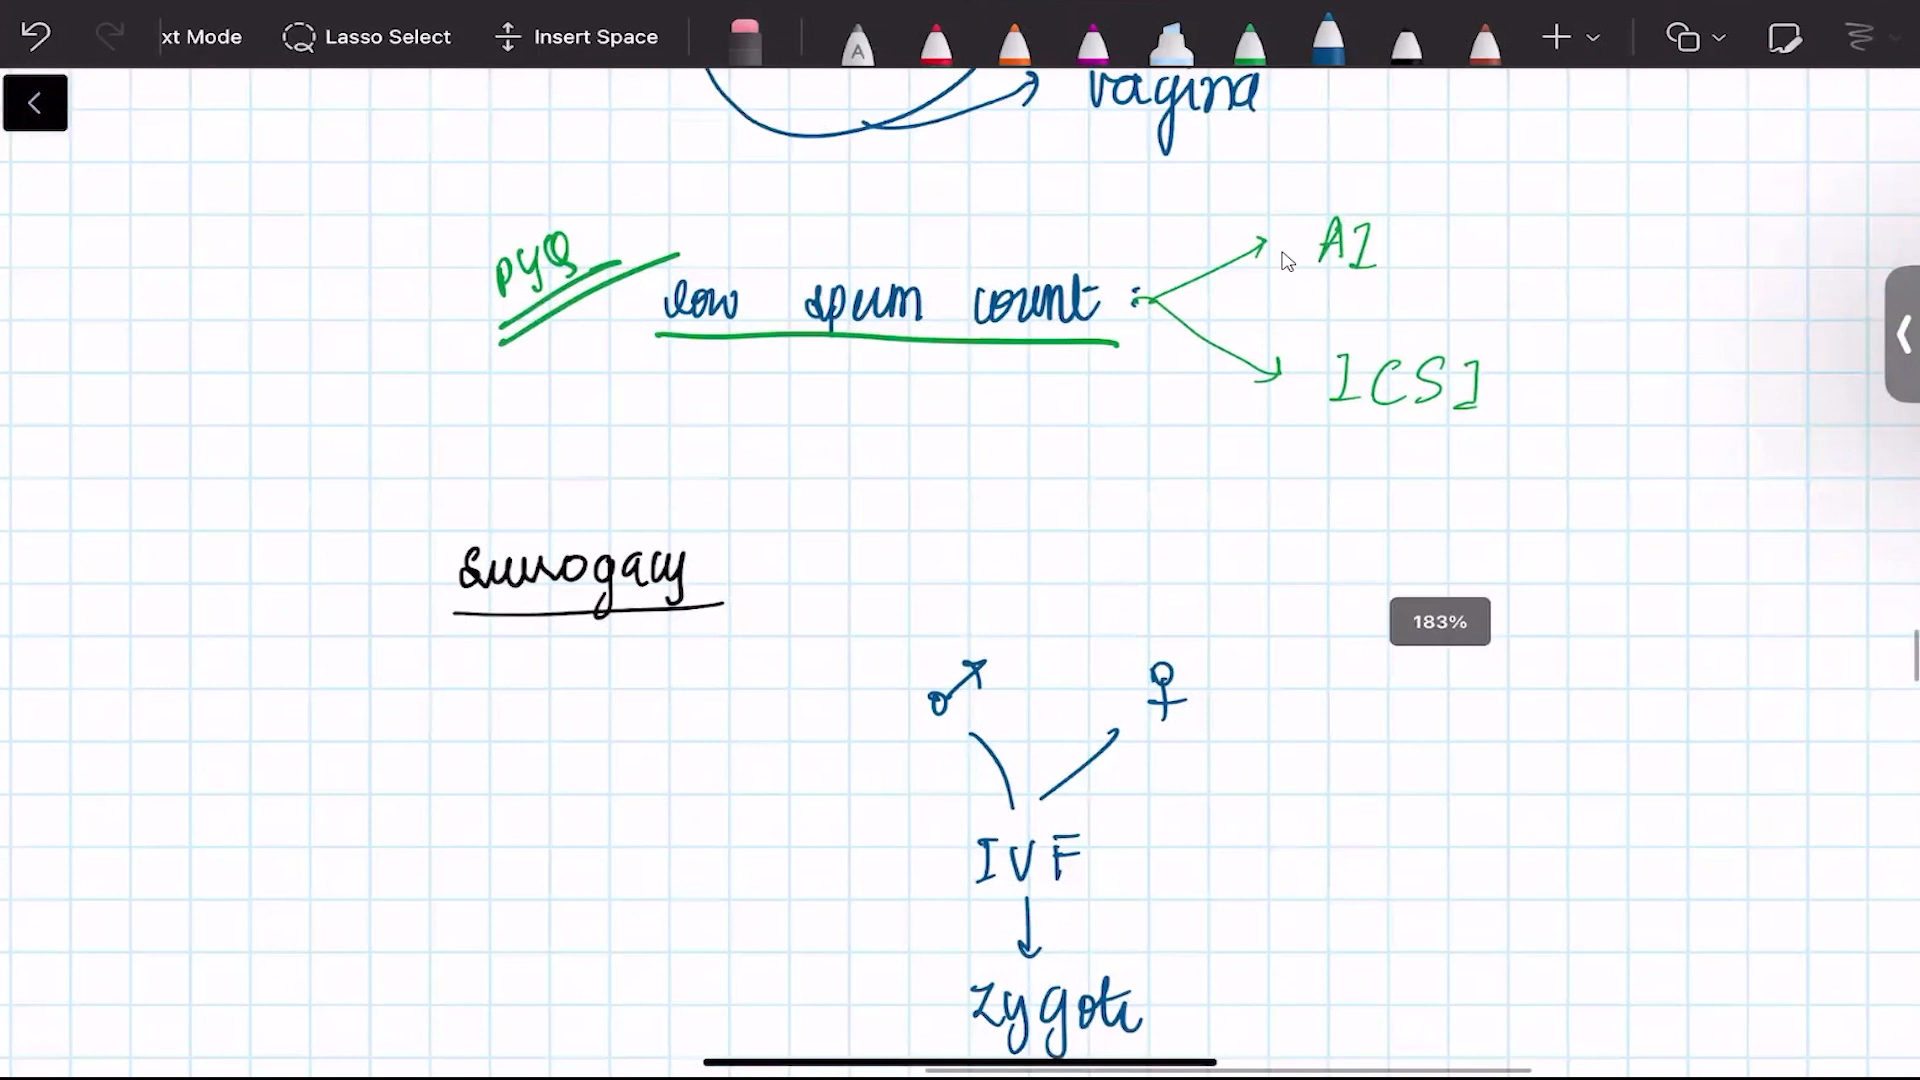 xt Mode Lasso Select Insert Space A
vagina
PYQ
low sperm count :
AI
ICSI
Surrogacy
183%
♂ ♀
IVF
Zygote